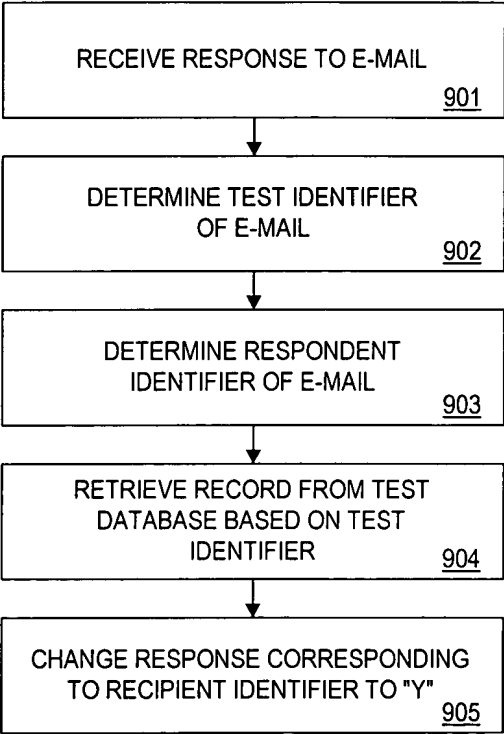 RECEIVE RESPONSE TO E-MAIL
901
DETERMINE TEST IDENTIFIER
OF E-MAIL
902
DETERMINE RESPONDENT
IDENTIFIER OF E-MAIL
903
RETRIEVE RECORD FROM TEST
DATABASE BASED ON TEST
IDENTIFIER
904
CHANGE RESPONSE CORRESPONDING
TO RECIPIENT IDENTIFIER TO "Y"
905